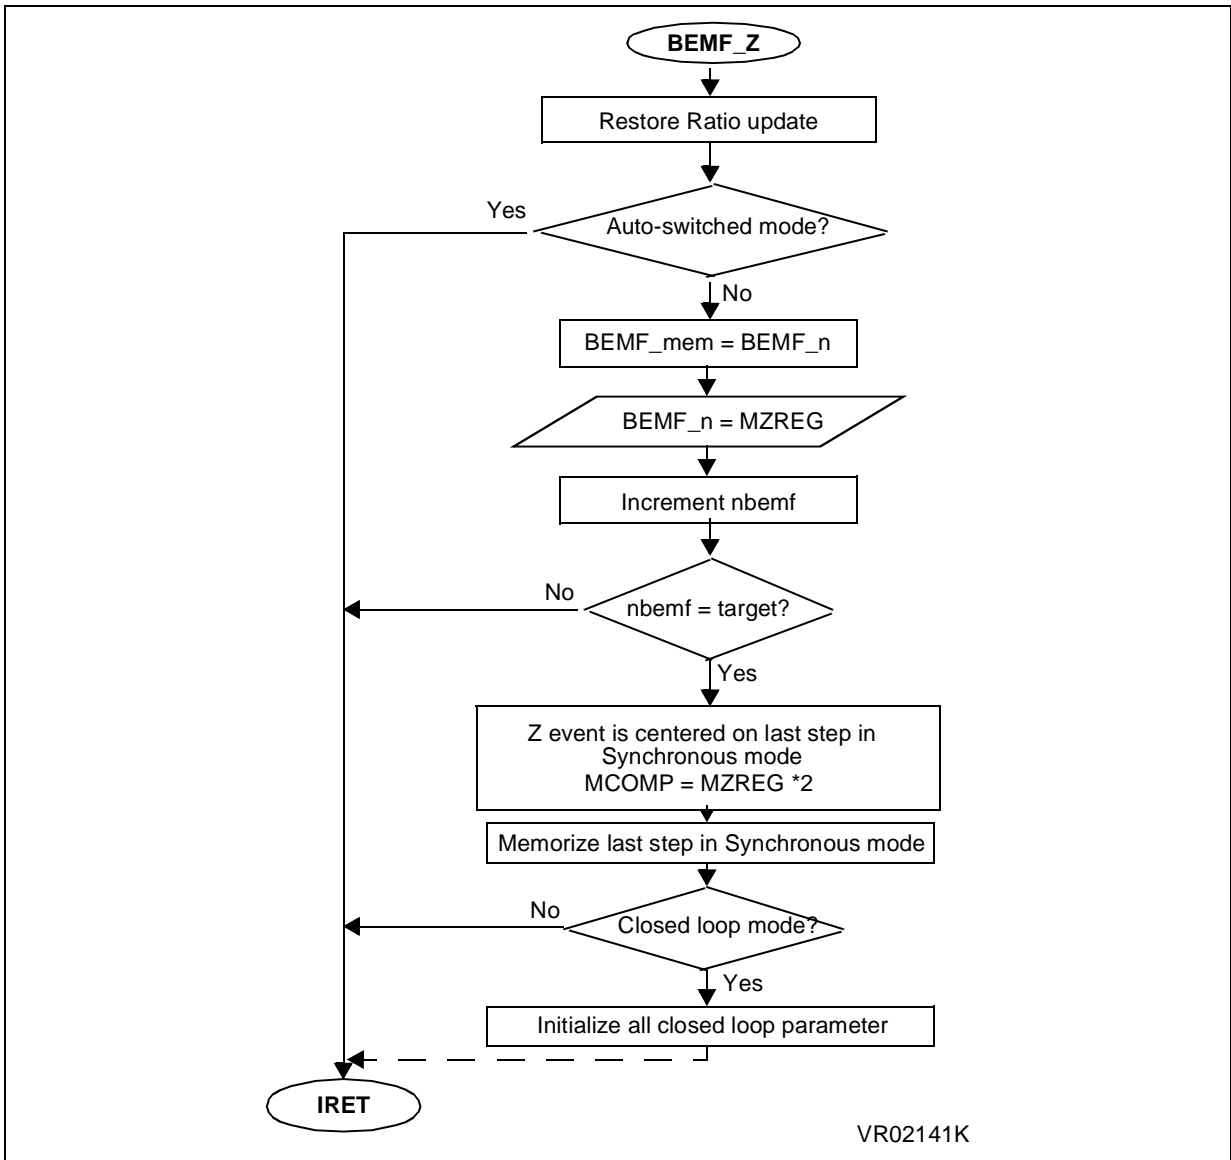 BEMF_Z
Restore Ratio update
Yes
Auto-switched mode?
No
BEMF_mem = BEMF_n
BEMF_n = MZREG
Increment nbemf
No
nbemf = target?
Yes
Z event is centered on last step in
Synchronous mode
MCOMP = MZREG *2
Memorize last step in Synchronous mode
No
Closed loop mode?
Yes
Initialize all closed loop parameter
IRET
VR02141K